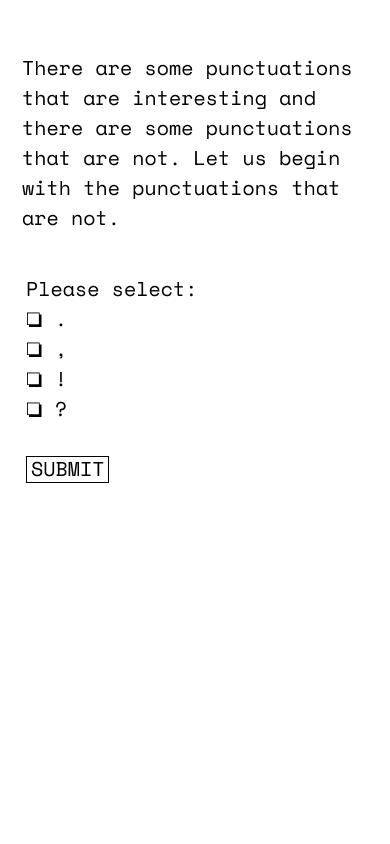 There are some punctuations
that are interesting and
there are some punctuations
that are not. Let us begin
with the punctuations that
are not.
Please select:
❏ .
❏ ,
❏ !
❏ ?
SUBMIT